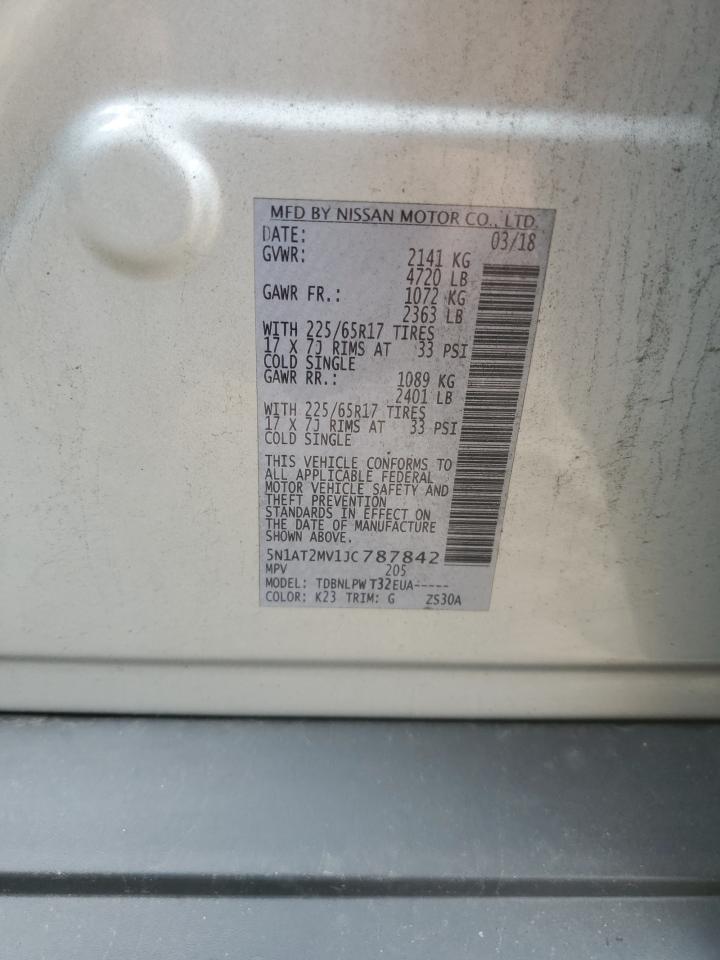 MFD BY NISSAN MOTOR CO., LTD.
DATE: 03/18
GVWR: 2141 KG
4720 LB
GAWR FR.: 1072 KG
2363 LB
WITH 225/65R17 TIRES
17 X 7J RIMS AT 33 PSI
COLD SINGLE
GAWR RR.: 1089 KG
2401 LB
WITH 225/65R17 TIRES
17 X 7J RIMS AT 33 PSI
COLD SINGLE
THIS VEHICLE CONFORMS TO
ALL APPLICABLE FEDERAL
MOTOR VEHICLE SAFETY AND
THEFT PREVENTION
STANDARDS IN EFFECT ON
THE DATE OF MANUFACTURE
SHOWN ABOVE.
5N1AT2MV1JC787842
MPV 205
MODEL: TDBNLPW T32EUA-----
COLOR: K23 TRIM: G ZS30A